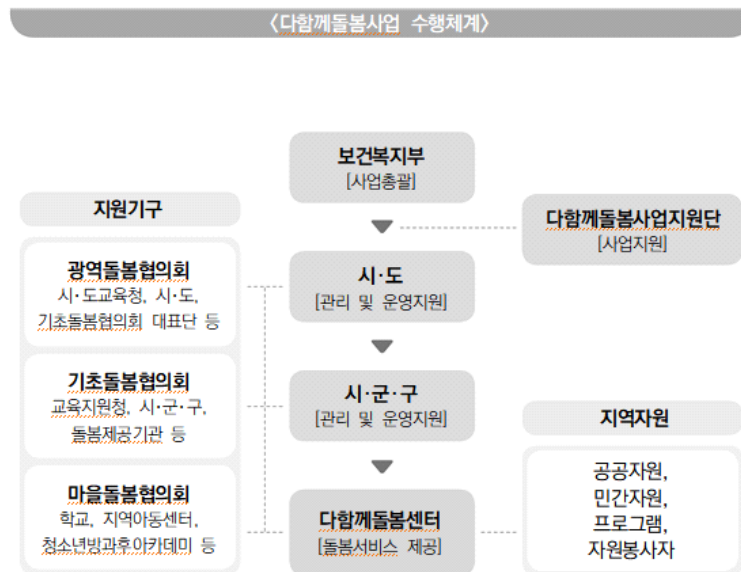 〈다함께돌봄사업 수행체계〉
보건복지부
[사업총괄]
지원기구
다함께돌봄사업지원단
[사업지원]
광역돌봄협의회
시·도교육청, 시·도,
기초돌봄협의회 대표단 등
시·도
[관리 및 운영지원]
기초돌봄협의회
교육지원청, 시·군·구,
돌봄제공기관 등
시·군·구
[관리 및 운영지원]
지역자원
마을돌봄협의회
학교, 지역아동센터,
청소년방과후아카데미 등
다함께돌봄센터
[돌봄서비스 제공]
공공자원,
민간자원,
프로그램,
자원봉사자